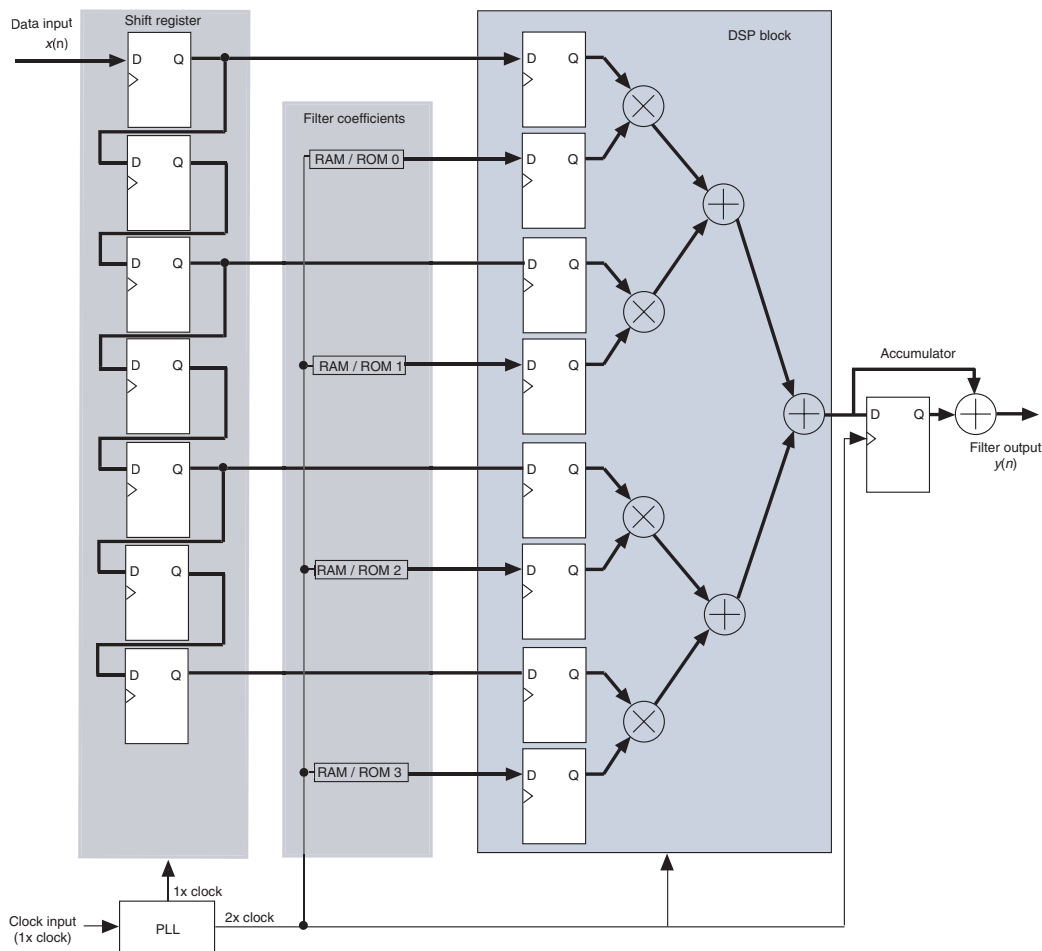 Data input
x(n)
Shift register
D Q
D Q
D Q
D Q
D Q
D Q
D Q
Filter coefficients
RAM / ROM 0
RAM / ROM 1
RAM / ROM 2
RAM / ROM 3
DSP block
D Q
D Q
D Q
D Q
D Q
D Q
D Q
D Q
Accumulator
D Q
Filter output
y(n)
1x clock
2x clock
Clock input
(1x clock)
PLL